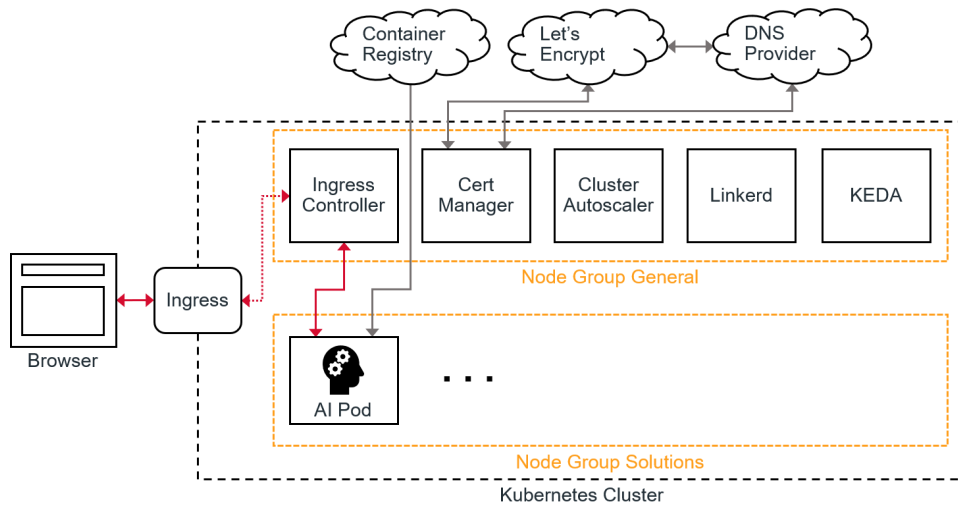 Container
Registry
Let's
Encrypt
DNS
Provider
Ingress
Controller
Cert
Manager
Cluster
Autoscaler
Linkerd
KEDA
Node Group General
Ingress
Browser
AI Pod
...
Node Group Solutions
Kubernetes Cluster